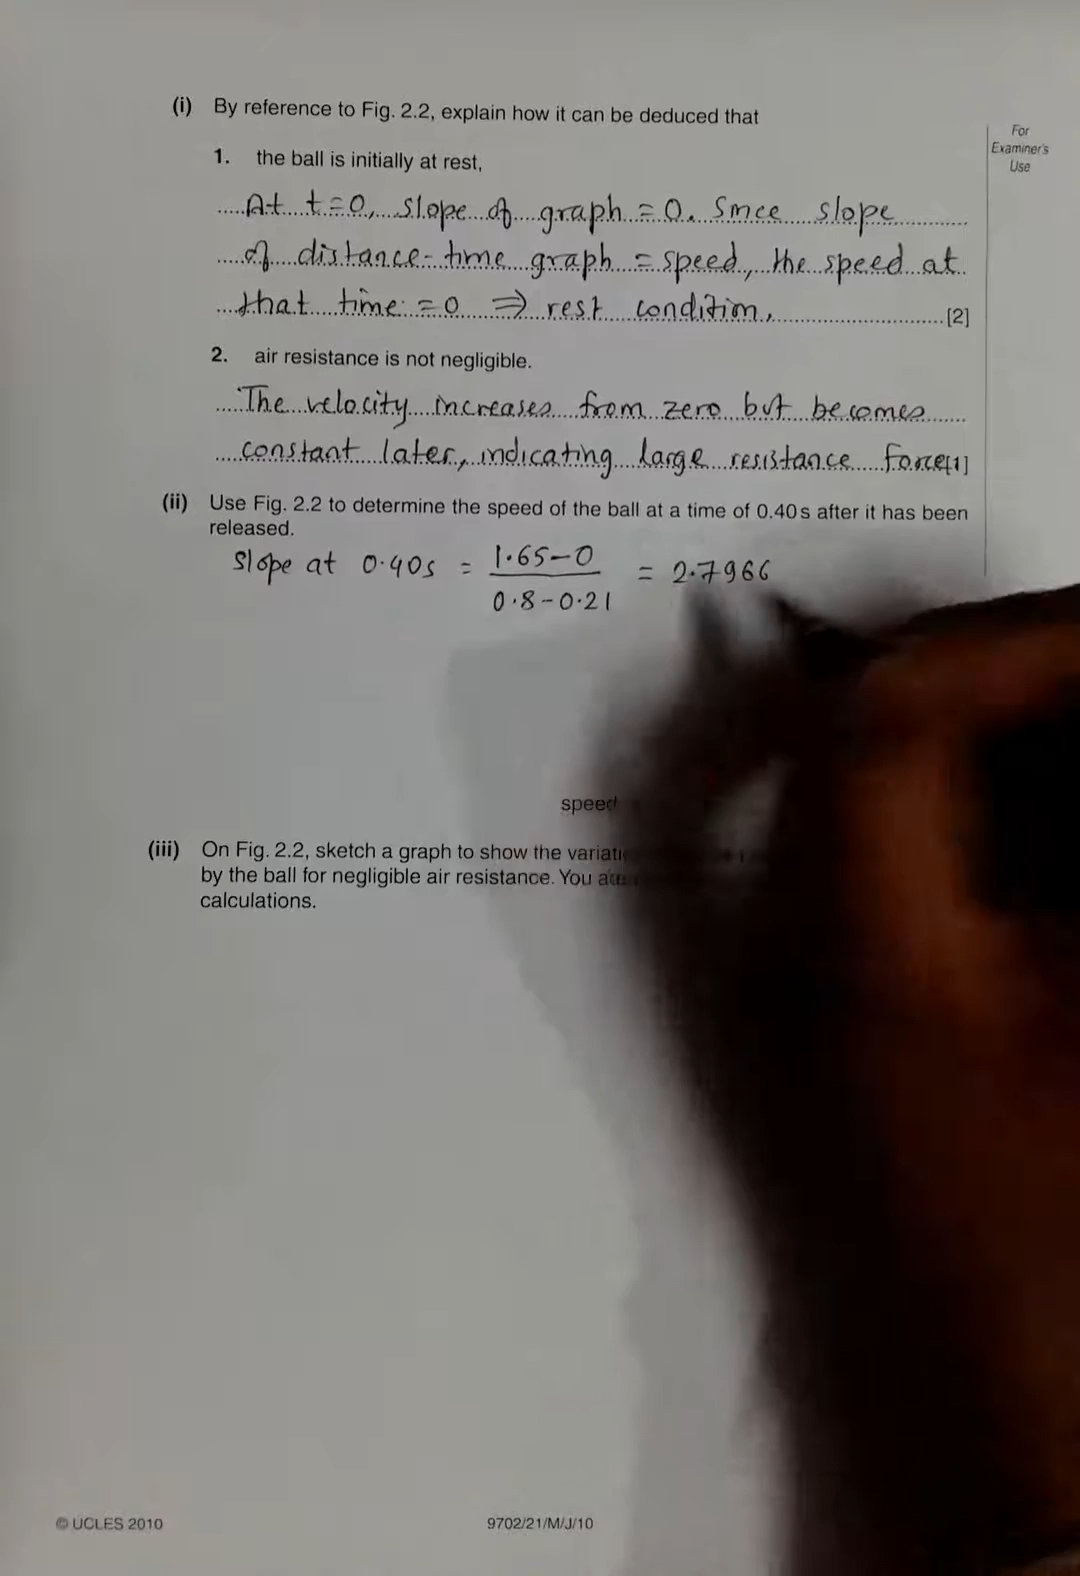 (i) By reference to Fig. 2.2, explain how it can be deduced that
For
Examiner's
Use
1. the ball is initially at rest,
At t=0, slope of graph = 0. Since slope
of distance-time graph = speed, the speed at
that time = 0 ⇒ rest condition. [2]
2. air resistance is not negligible.
The velocity increases from zero but becomes
constant later, indicating large resistance force [1]
(ii) Use Fig. 2.2 to determine the speed of the ball at a time of 0.40s after it has been
released.
Slope at 0.40s = 1.65-0 / 0.8-0.21 = 2.7966
speed
(iii) On Fig. 2.2, sketch a graph to show the
by the ball for negligible air resistance. You
calculations.
© UCLES 2010
9702/21/M/J/10